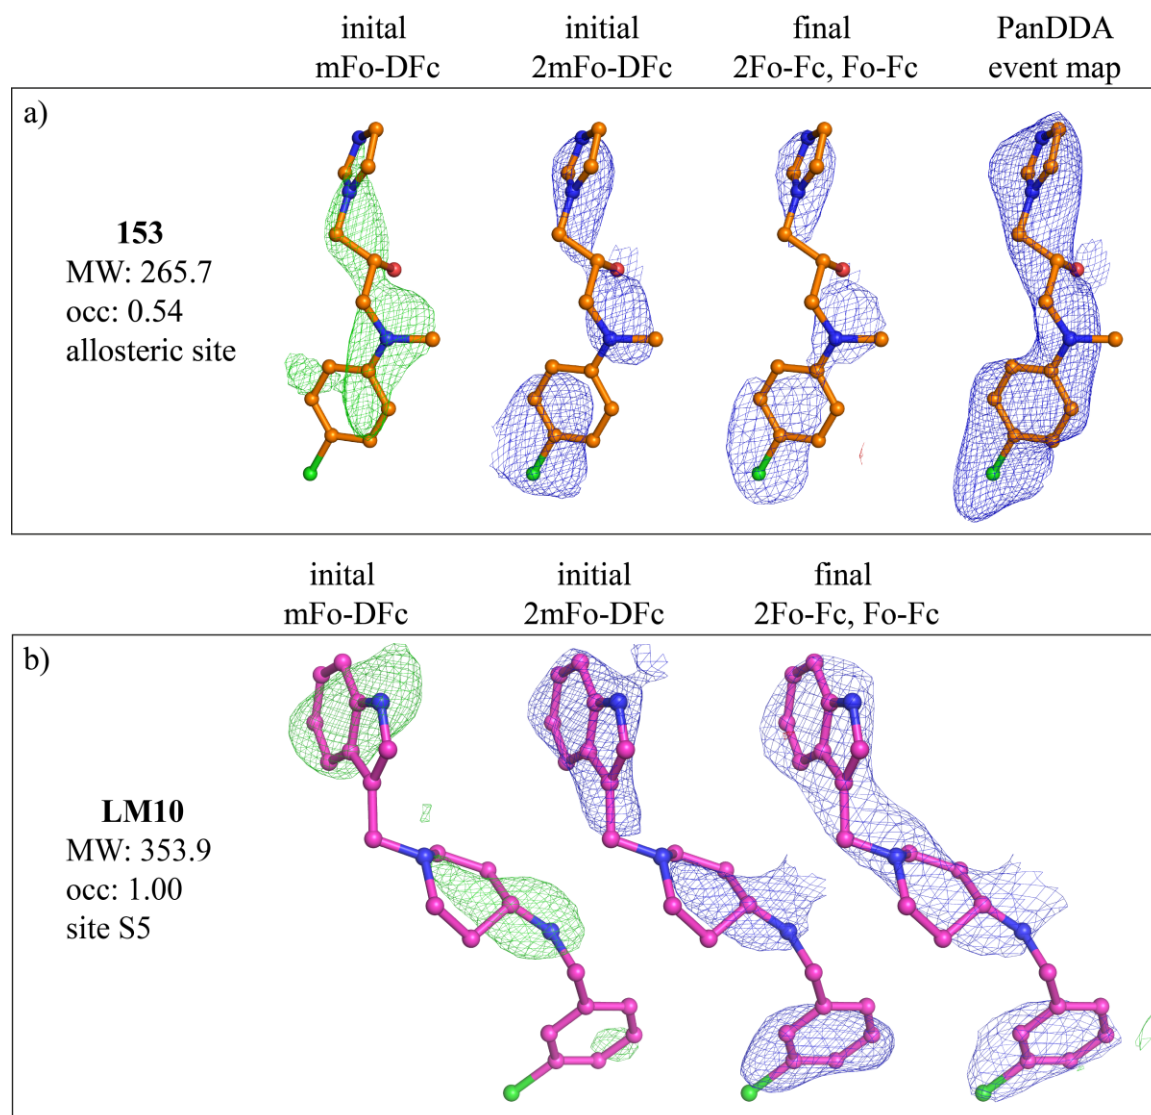 inital initial final PanDDA
mFo-DFc 2mFo-DFc 2Fo-Fc, Fo-Fc event map
a)
153
MW: 265.7
occ: 0.54
allosteric site
inital initial final
mFo-DFc 2mFo-DFc 2Fo-Fc, Fo-Fc
b)
LM10
MW: 353.9
occ: 1.00
site S5